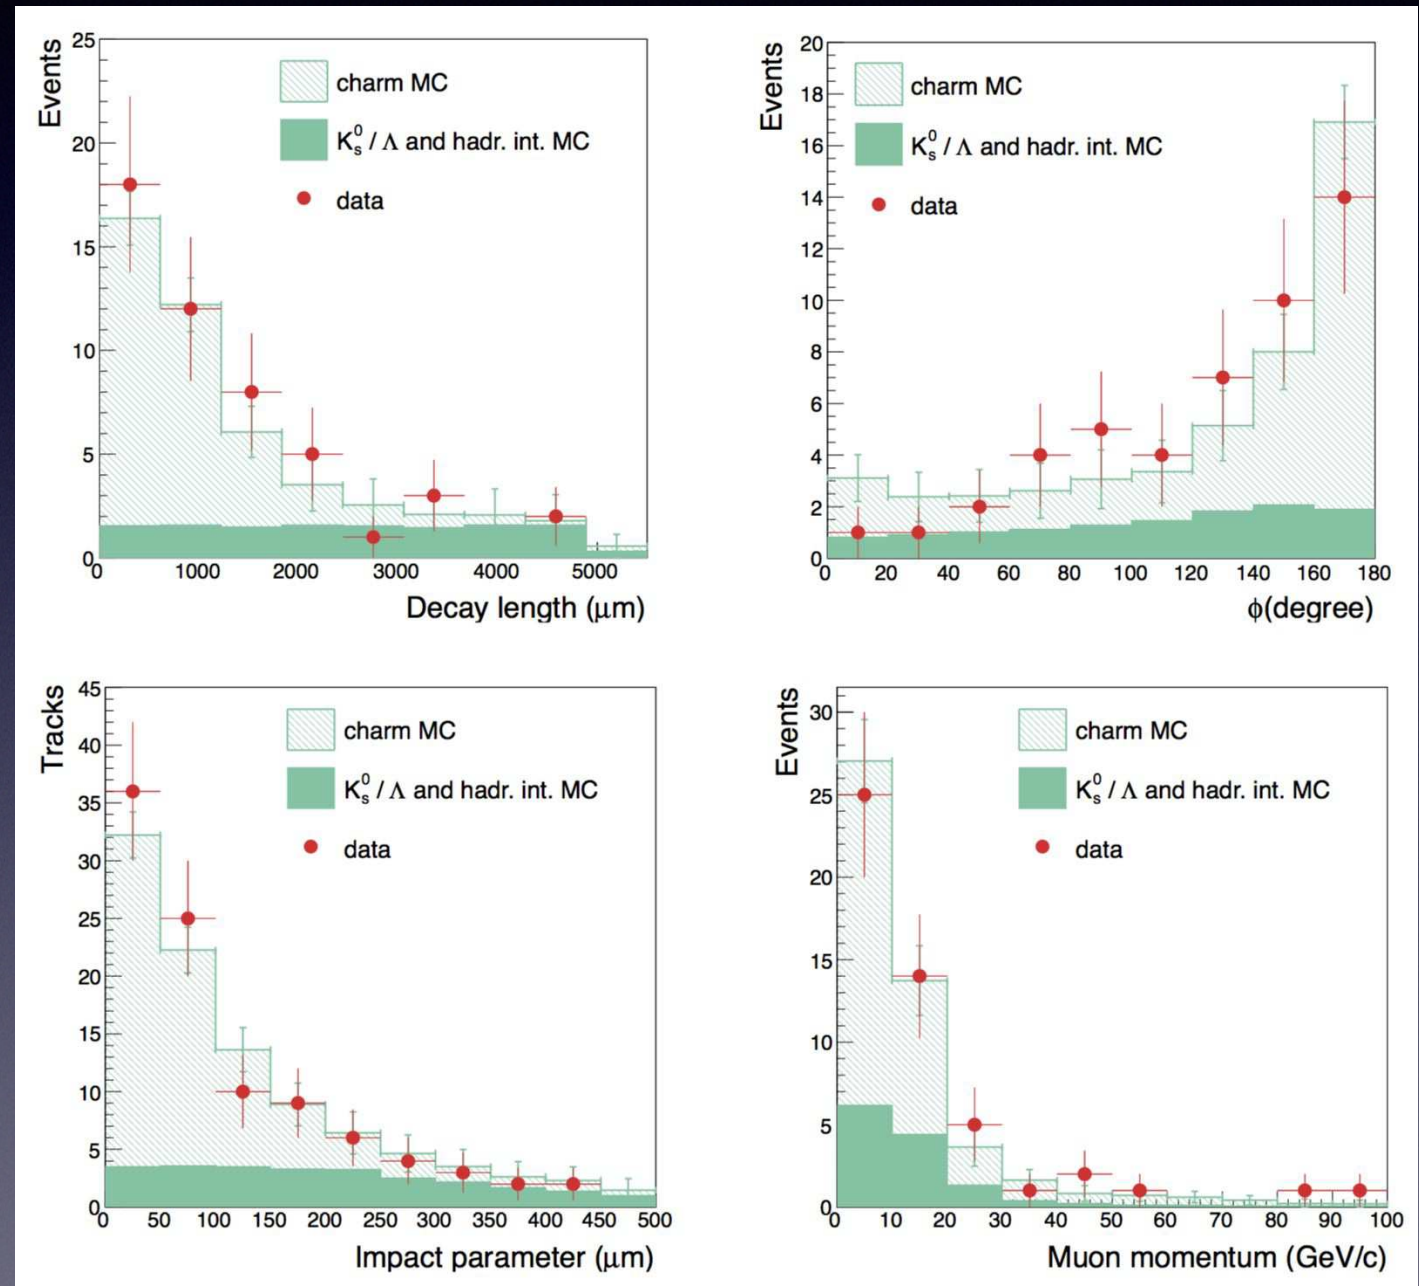 Events
25
20
15
10
5
0
charm MC
K⁰ₛ / Λ and hadr. int. MC
data
0 1000 2000 3000 4000 5000
Decay length (μm)
Events
20
18
16
14
12
10
8
6
4
2
0
charm MC
K⁰ₛ / Λ and hadr. int. MC
data
0 20 40 60 80 100 120 140 160 180
ϕ(degree)
Tracks
45
40
35
30
25
20
15
10
5
0
charm MC
K⁰ₛ / Λ and hadr. int. MC
data
0 50 100 150 200 250 300 350 400 450 500
Impact parameter (μm)
Events
30
25
20
15
10
5
0
charm MC
K⁰ₛ / Λ and hadr. int. MC
data
0 10 20 30 40 50 60 70 80 90 100
Muon momentum (GeV/c)